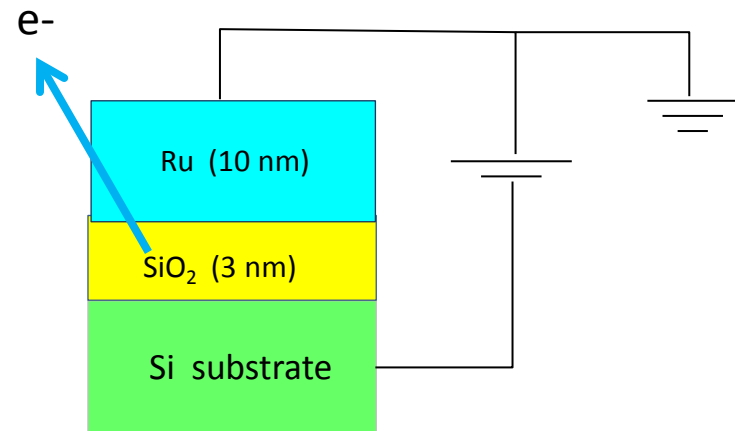 e-
Ru (10 nm)
SiO₂ (3 nm)
Si substrate